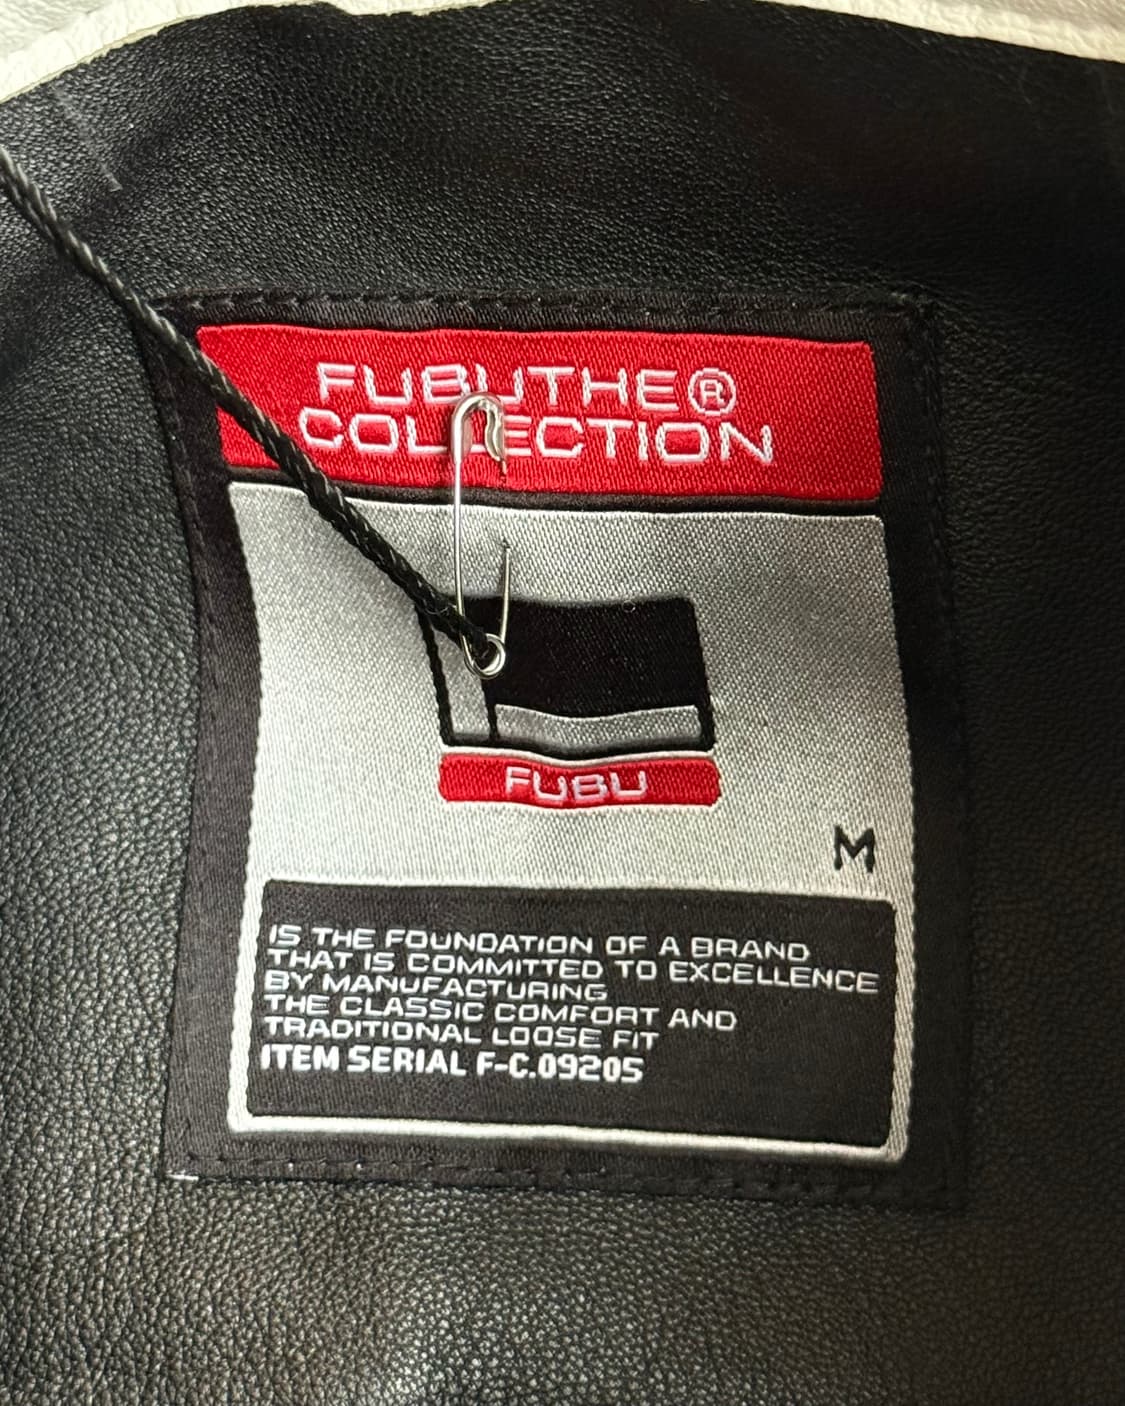 FUBUTHE®
COLLECTION
FUBU
M
IS THE FOUNDATION OF A BRAND
THAT IS COMMITTED TO EXCELLENCE
BY MANUFACTURING
THE CLASSIC COMFORT AND
TRADITIONAL LOOSE FIT
ITEM SERIAL F-C.09205